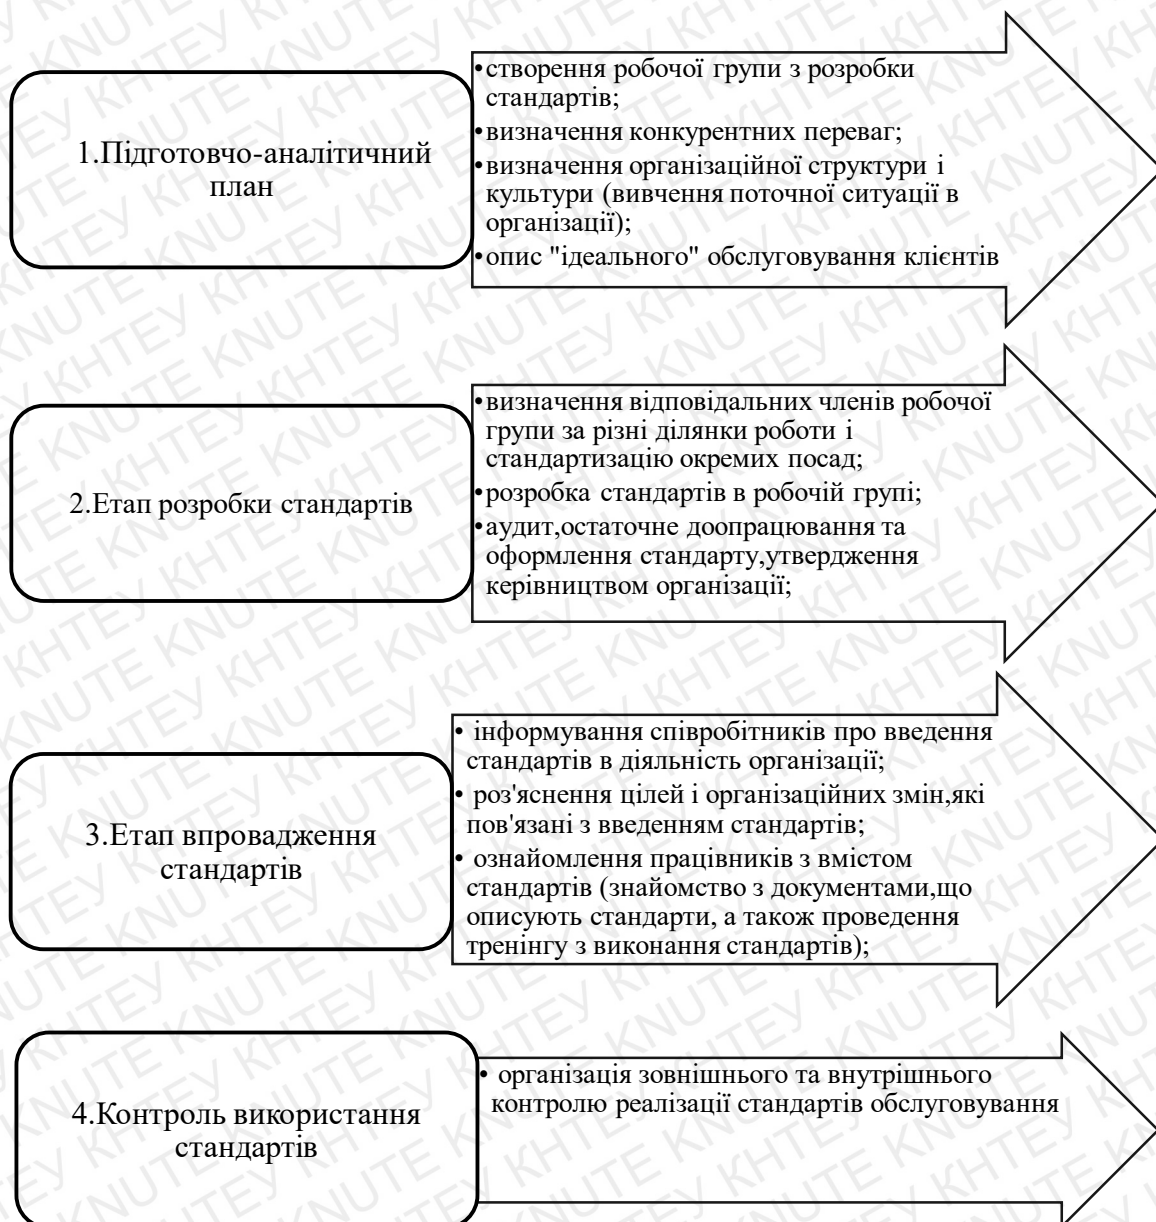 1.Підготовчо-аналітичний
план
•створення робочої групи з розробки
стандартів;
•визначення конкурентних переваг;
•визначення організаційної структури і
культури (вивчення поточної ситуації в
організації);
•опис "ідеального" обслуговування клієнтів
2.Етап розробки стандартів
•визначення відповідальних членів робочої
групи за різні ділянки роботи і
стандартизацію окремих посад;
•розробка стандартів в робочій групі;
•аудит,остаточне доопрацювання та
оформлення стандарту,утвердження
керівництвом організації;
3.Етап впровадження
стандартів
• інформування співробітників про введення
стандартів в діяльність організації;
• роз'яснення цілей і організаційних змін,які
пов'язані з введенням стандартів;
• ознайомлення працівників з вмістом
стандартів (знайомство з документами,що
описують стандарти, а також проведення
тренінгу з виконання стандартів);
4.Контроль використання
стандартів
• організація зовнішнього та внутрішнього
контролю реалізації стандартів обслуговування